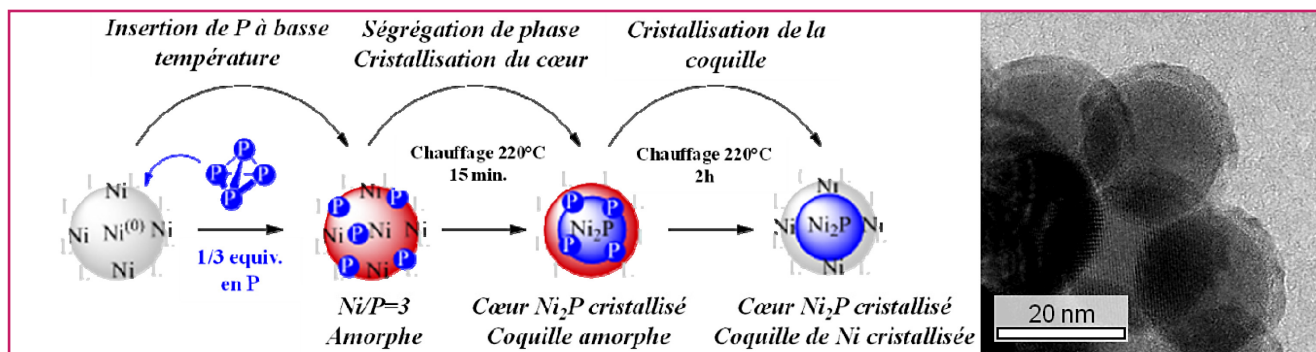 Insertion de P à basse
température
Ségrégation de phase
Cristallisation du cœur
Cristallisation de la
coquille
P
P P
P
Chauffage 220°C
15 min.
Chauffage 220°C
2h
Ni
Ni Ni(0) Ni
Ni
1/3 equiv.
en P
Ni P
P
Ni Ni Ni
P
P Ni P
P P
Ni2P
P P
Ni
Ni Ni2P Ni
Ni
Ni/P=3
Amorphe
Cœur Ni2P cristallisé
Coquille amorphe
Cœur Ni2P cristallisé
Coquille de Ni cristallisée
20 nm